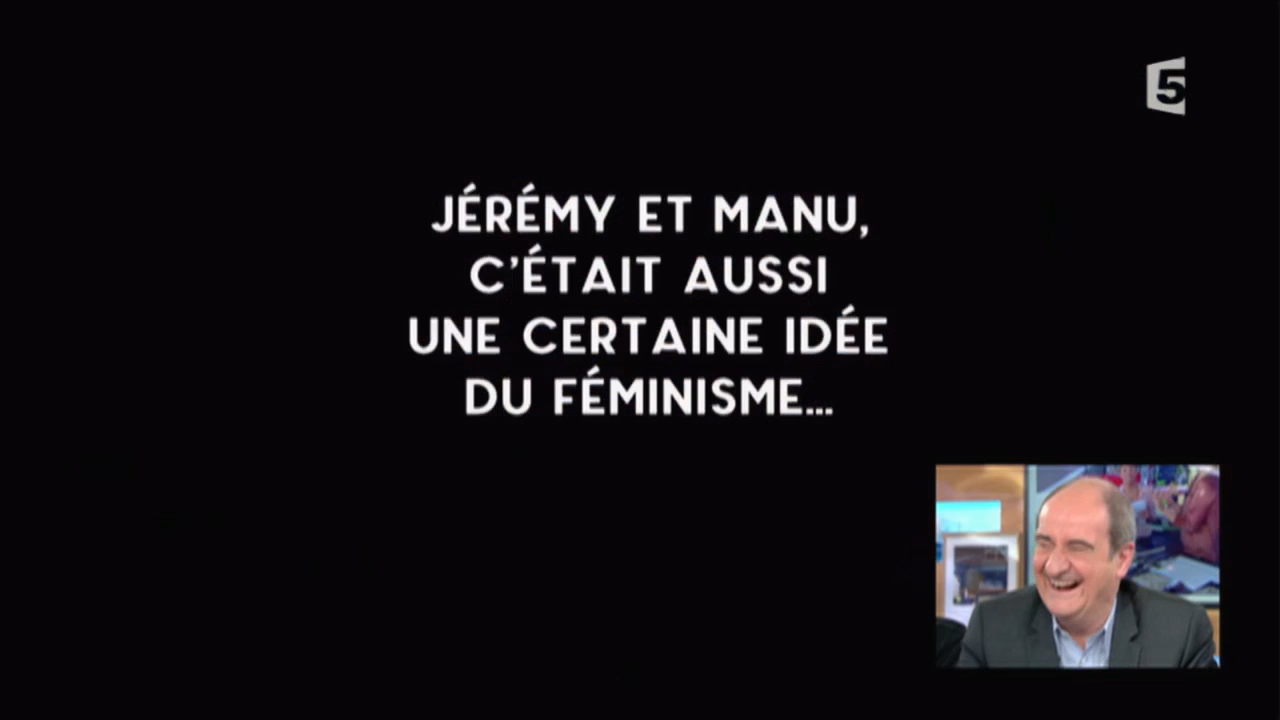 5
JÉRÉMY ET MANU,
C'ÉTAIT AUSSI
UNE CERTAINE IDÉE
DU FÉMINISME...